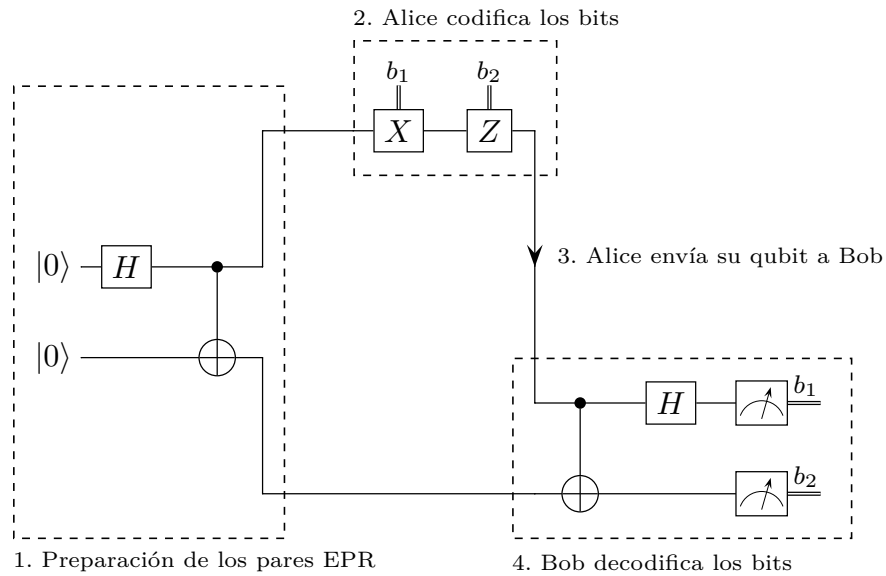 2. Alice codifica los bits
b₁ b₂
X Z
|0⟩ H
3. Alice envía su qubit a Bob
|0⟩
H b₁
b₂
1. Preparación de los pares EPR
4. Bob decodifica los bits